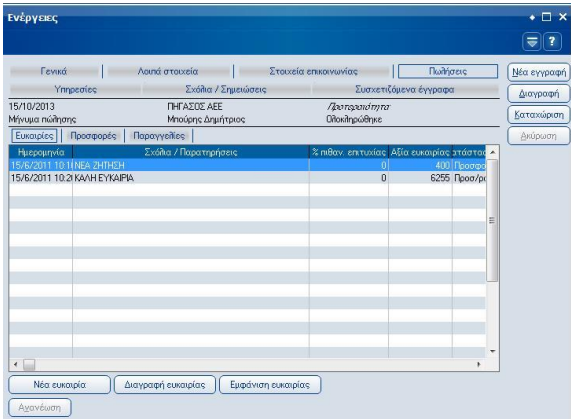 Ενέργειες
Γενικά Λοιπά στοιχεία Στοιχεία επικοινωνίας Πωλήσεις
Υπηρεσίες Σχόλια / Σημειώσεις Συσχετιζόμενα έγγραφα
Νέα εγγραφή
Διαγραφή
Καταχώριση
Ακύρωση
15/10/2013 ΠΗΓΑΣΟΣ ΑΕΕ Προτεραιότητα
Μήνυμα πώλησης Μπούρης Δημήτριος Ολοκληρώθηκε
Ευκαιρίες Προσφορές Παραγγελίες
Ημερομηνία Σχόλια / Παρατηρήσεις % πιθαν. επιτυχίας Αξία ευκαιρίας
15/6/2011 10:1 ΝΕΑ ΖΗΤΗΣΗ 0 400 Προσφο
15/6/2011 10:2 ΚΑΛΗ ΕΥΚΑΙΡΙΑ 0 6255 Προσ/ρι
Νέα ευκαιρία Διαγραφή ευκαιρίας Εμφάνιση ευκαιρίας
Ανανέωση